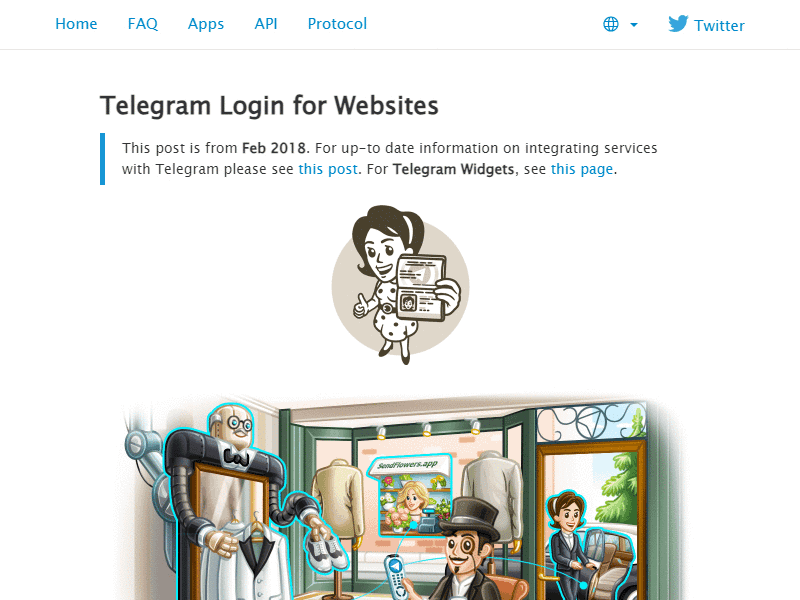 Home FAQ Apps API Protocol Twitter
Telegram Login for Websites
This post is from Feb 2018. For up-to date information on integrating services
with Telegram please see this post. For Telegram Widgets, see this page.
SendFlowers.app